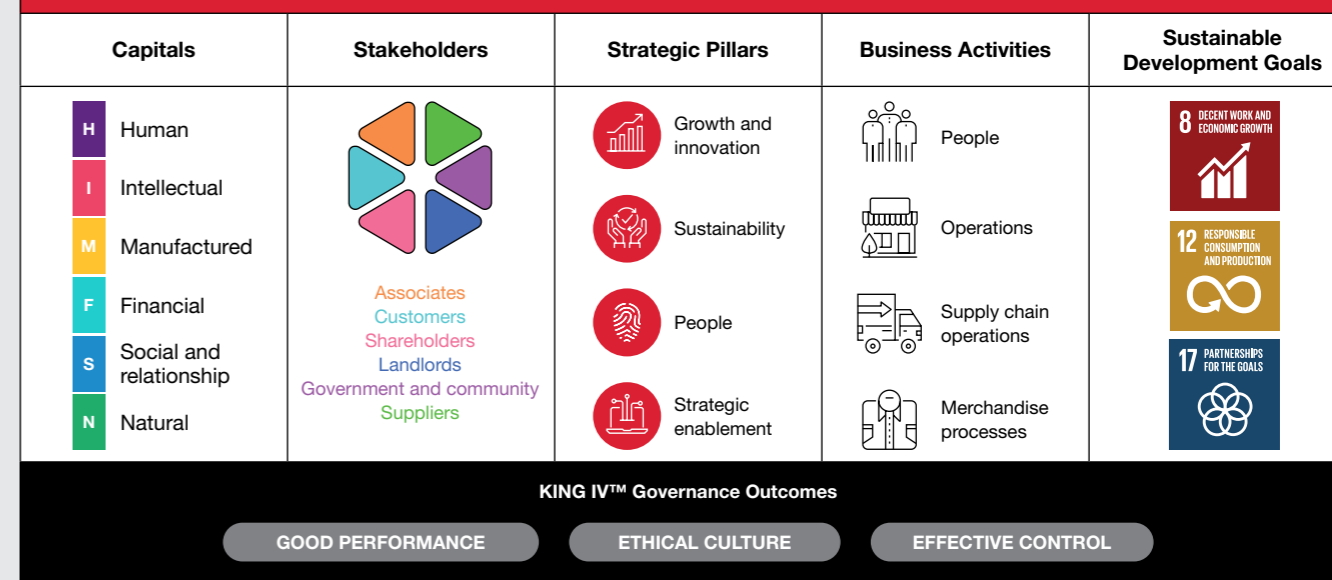 Capitals
Stakeholders
Strategic Pillars
Business Activities
Sustainable
Development Goals
H Human
I Intellectual
M Manufactured
F Financial
S Social and
relationship
N Natural
Associates
Customers
Shareholders
Landlords
Government and community
Suppliers
Growth and
innovation
Sustainability
People
Strategic
enablement
People
Operations
Supply chain
operations
Merchandise
processes
8 DECENT WORK AND
ECONOMIC GROWTH
12 RESPONSIBLE
CONSUMPTION
AND PRODUCTION
17 PARTNERSHIPS
FOR THE GOALS
KING IV™ Governance Outcomes
GOOD PERFORMANCE
ETHICAL CULTURE
EFFECTIVE CONTROL